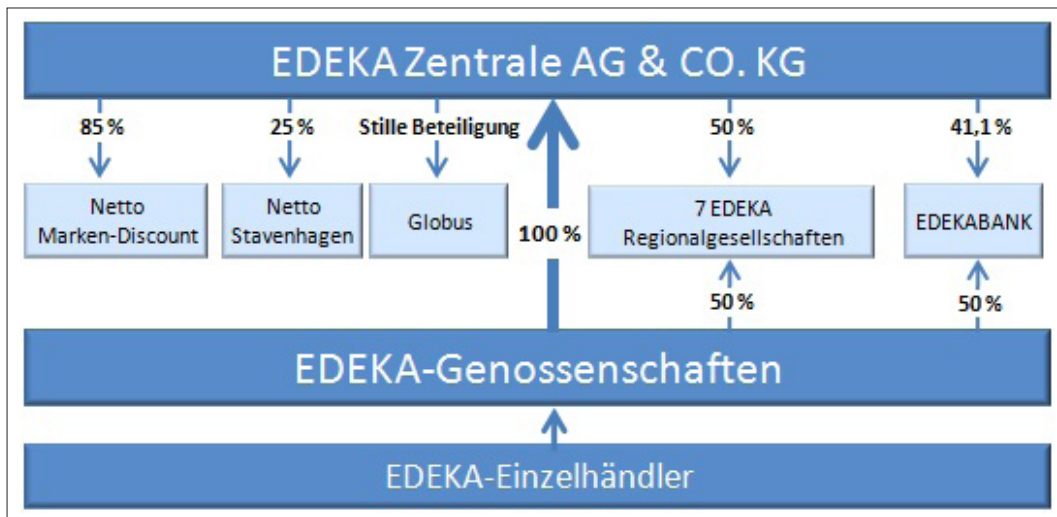 EDEKA Zentrale AG & CO. KG
85 %
25 %
Stille Beteiligung
50 %
41,1 %
Netto
Marken-Discount
Netto
Stavenhagen
Globus
100 %
7 EDEKA
Regionalgesellschaften
EDEKABANK
50 %
50 %
EDEKA-Genossenschaften
EDEKA-Einzelhändler